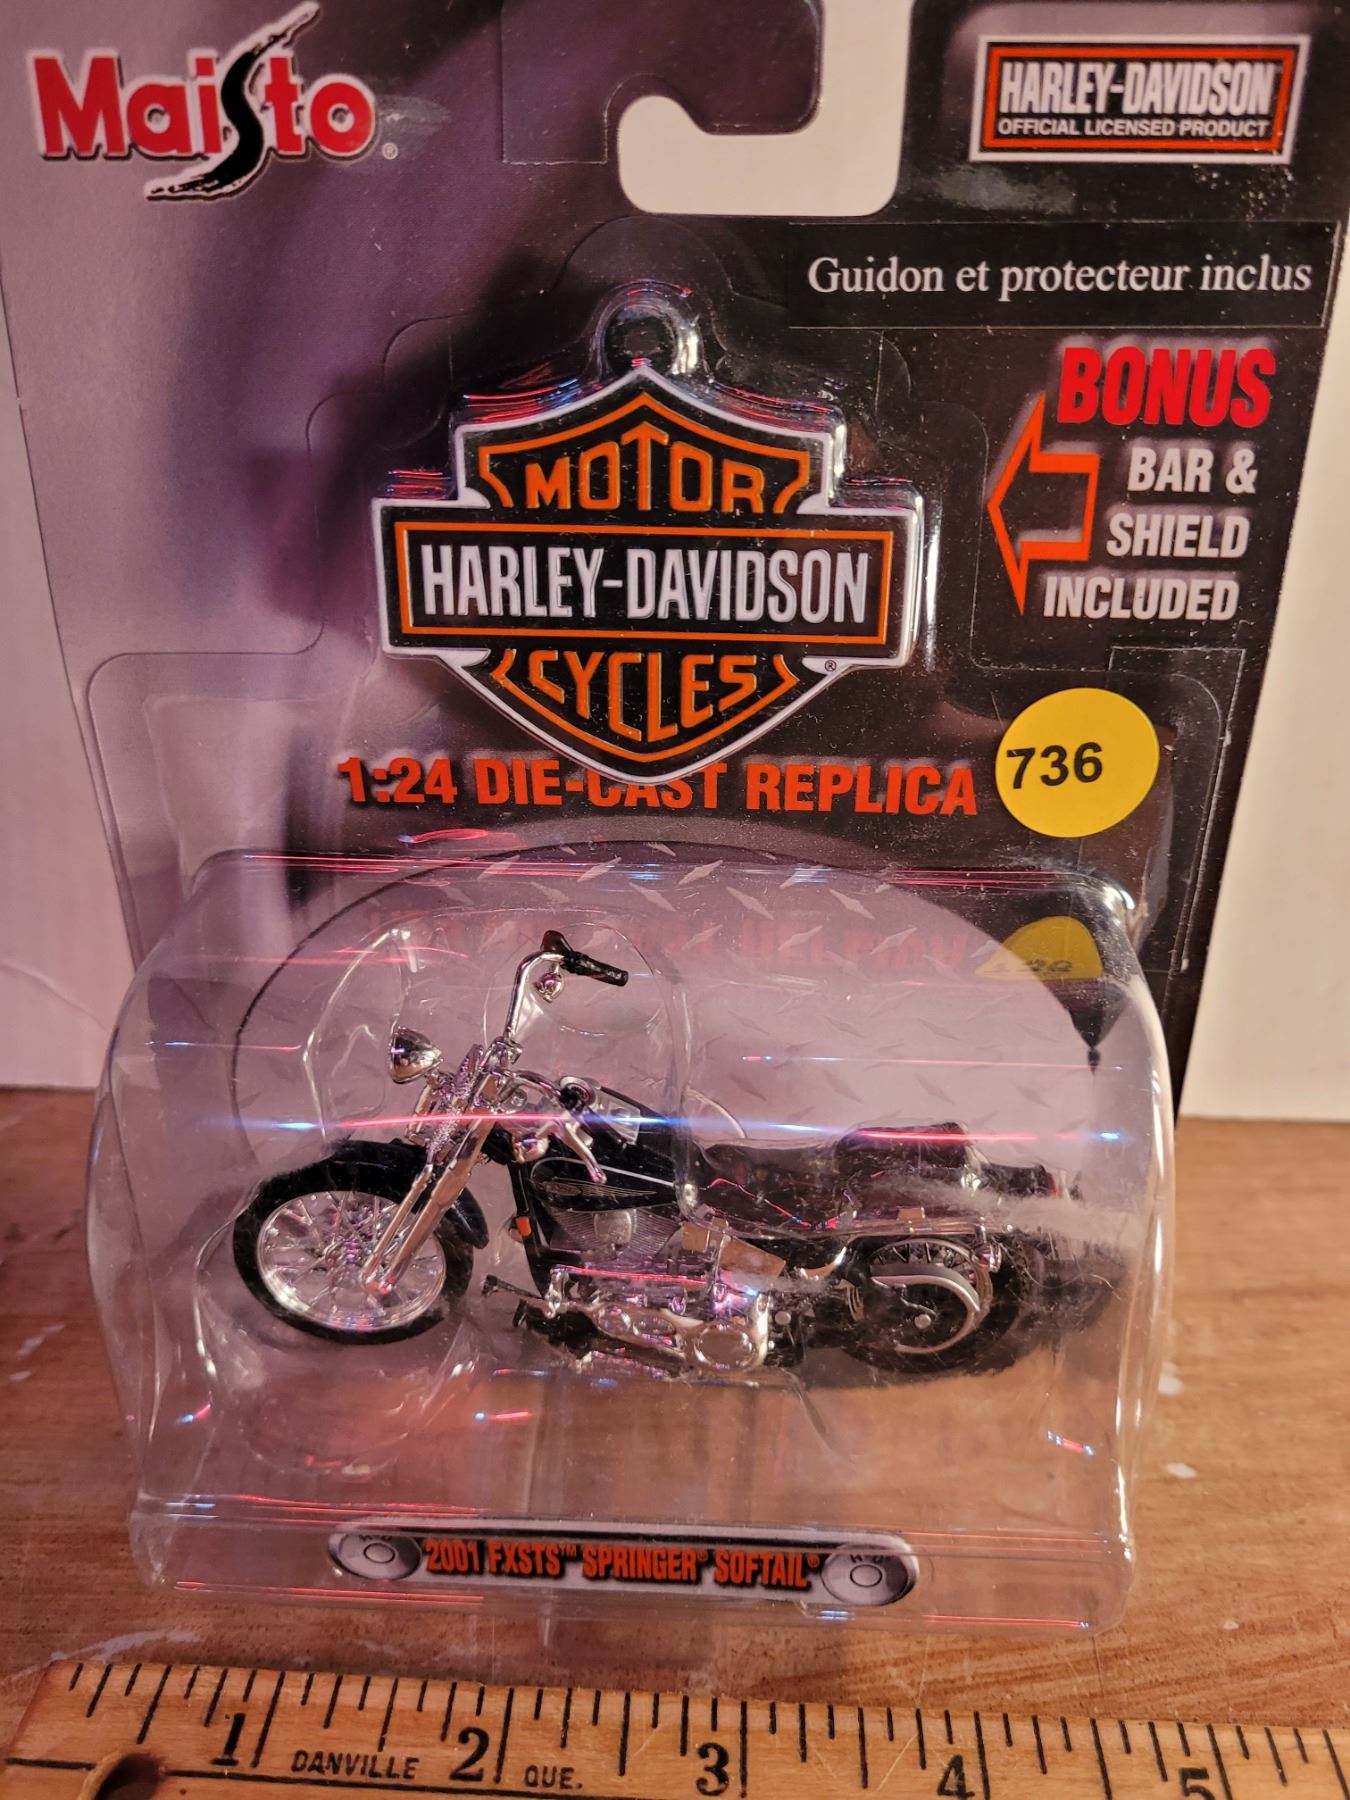 Maisto®
HARLEY-DAVIDSON
OFFICIAL LICENSED PRODUCT
Guidon et protecteur inclus
BONUS
BAR &
SHIELD
INCLUDED
MOTOR
HARLEY-DAVIDSON
CYCLES®
1:24 DIE-CAST REPLICA
736
2001 FXSTS™ SPRINGER® SOFTAIL®
1 2 3 4 5
DANVILLE QUE.